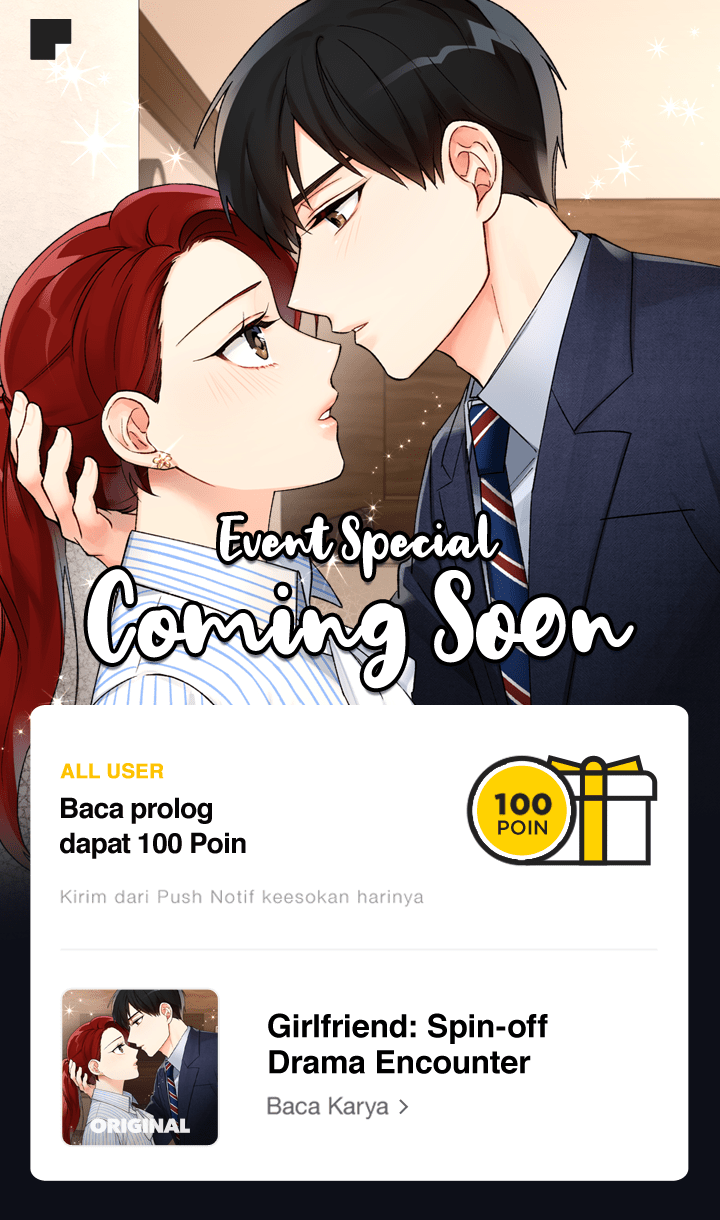 Event Special
Coming Soon
ALL USER
Baca prolog
dapat 100 Poin
100
POIN
Kirim dari Push Notif keesokan harinya
ORIGINAL
Girlfriend: Spin-off
Drama Encounter
Baca Karya >